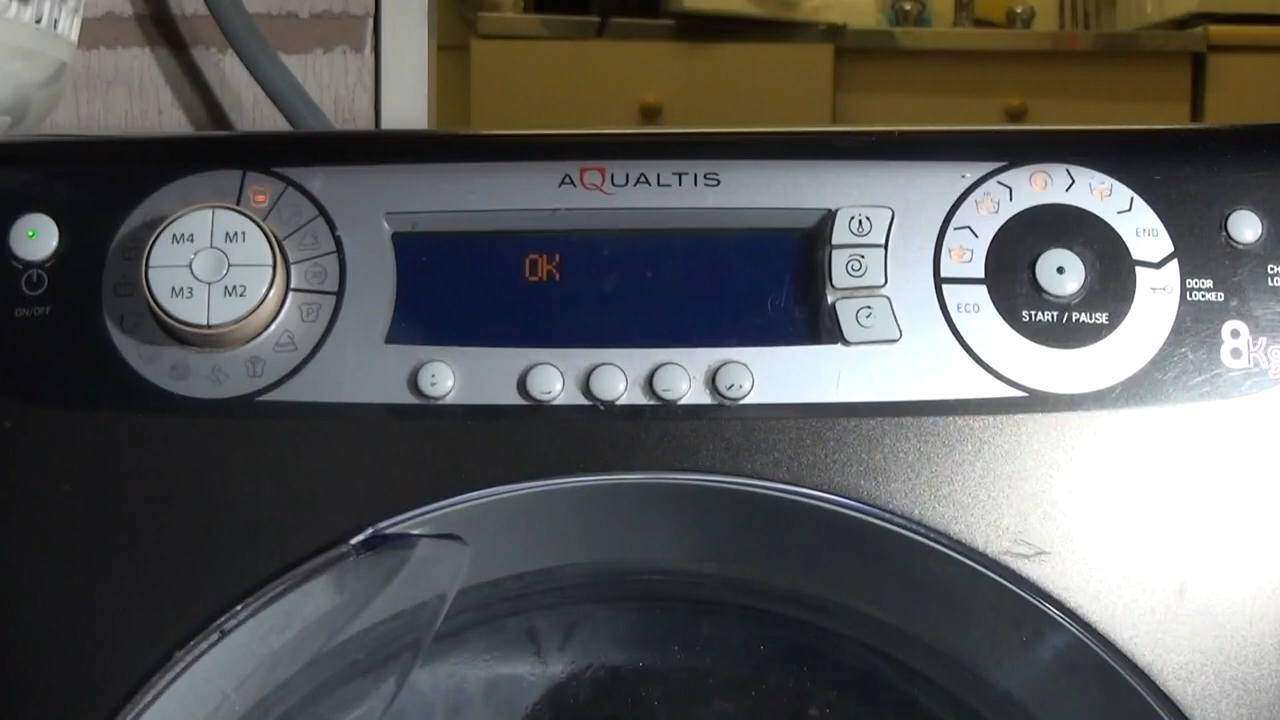 AQUALTIS
M4
M1
M3
M2
ON/OFF
OK
END
ECO
START / PAUSE
DOOR
LOCKED
8Kg